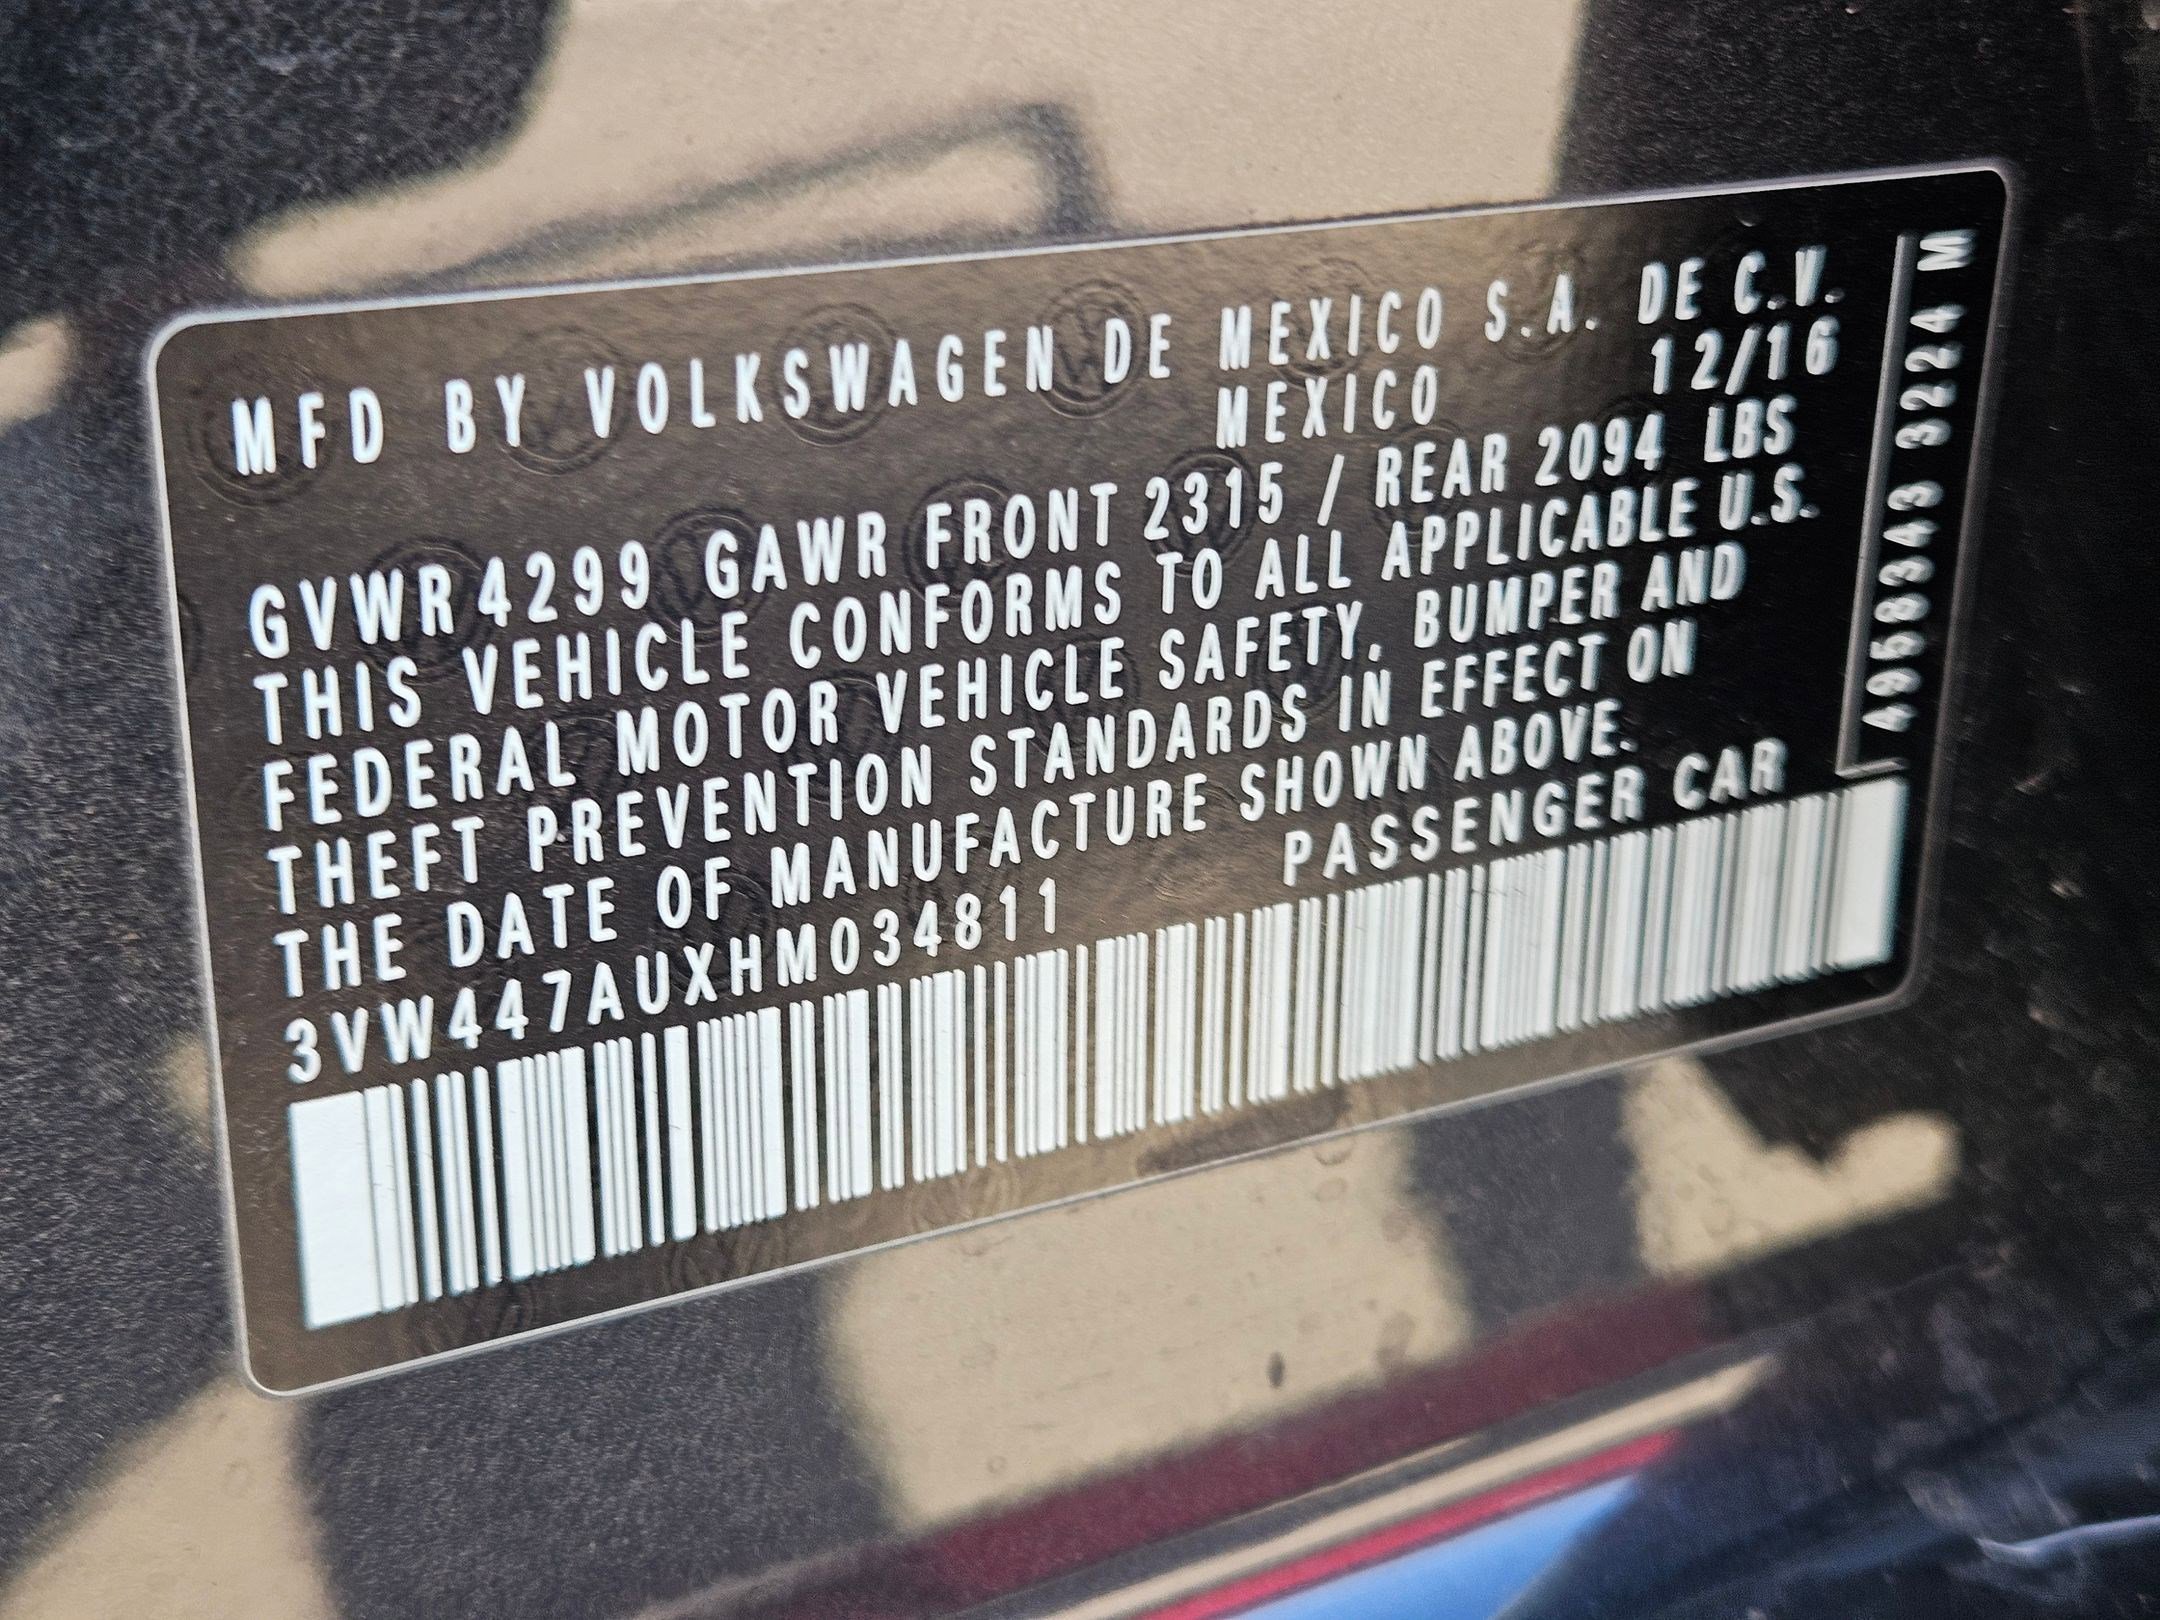 MFD BY VOLKSWAGEN DE MEXICO S.A. DE C.V.
MEXICO 12/16
GVWR 4299 GAWR FRONT 2315 / REAR 2094 LBS
THIS VEHICLE CONFORMS TO ALL APPLICABLE U.S.
FEDERAL MOTOR VEHICLE SAFETY, BUMPER AND
THEFT PREVENTION STANDARDS IN EFFECT ON
THE DATE OF MANUFACTURE SHOWN ABOVE.
3VW447AUXHM034811 PASSENGER CAR
4958343 3224 M